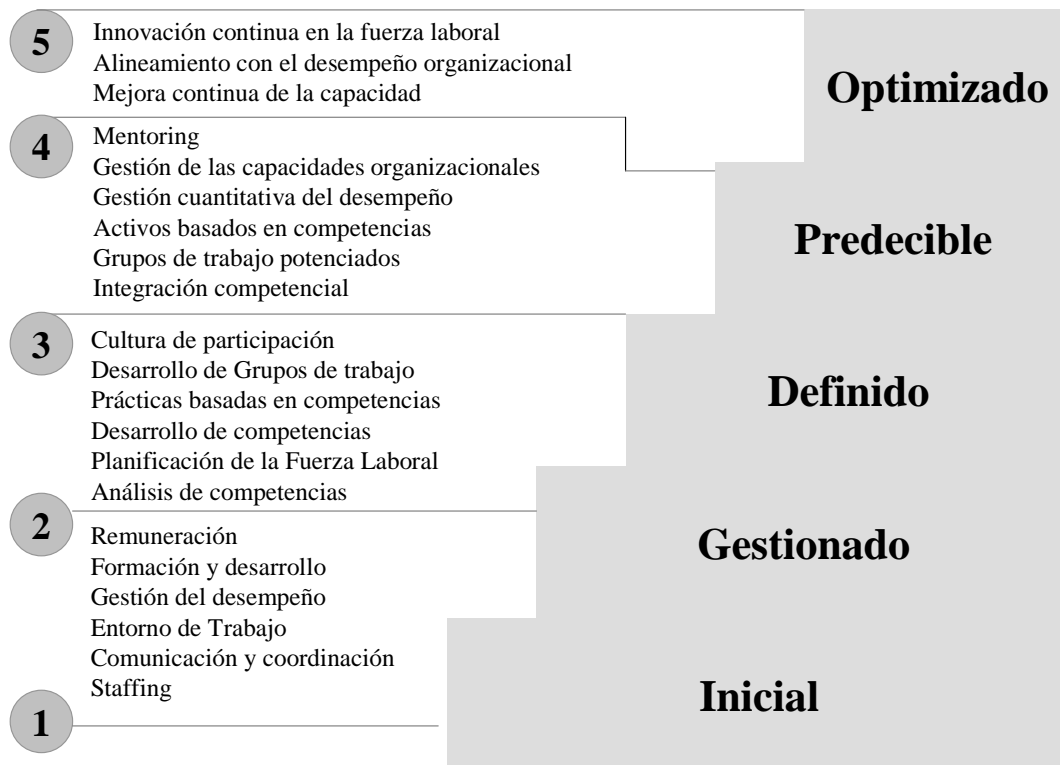 5
Innovación continua en la fuerza laboral
Alineamiento con el desempeño organizacional
Mejora continua de la capacidad
Optimizado
4
Mentoring
Gestión de las capacidades organizacionales
Gestión cuantitativa del desempeño
Activos basados en competencias
Grupos de trabajo potenciados
Integración competencial
Predecible
3
Cultura de participación
Desarrollo de Grupos de trabajo
Prácticas basadas en competencias
Desarrollo de competencias
Planificación de la Fuerza Laboral
Análisis de competencias
Definido
2
Remuneración
Formación y desarrollo
Gestión del desempeño
Entorno de Trabajo
Comunicación y coordinación
Staffing
Gestionado
1
Inicial